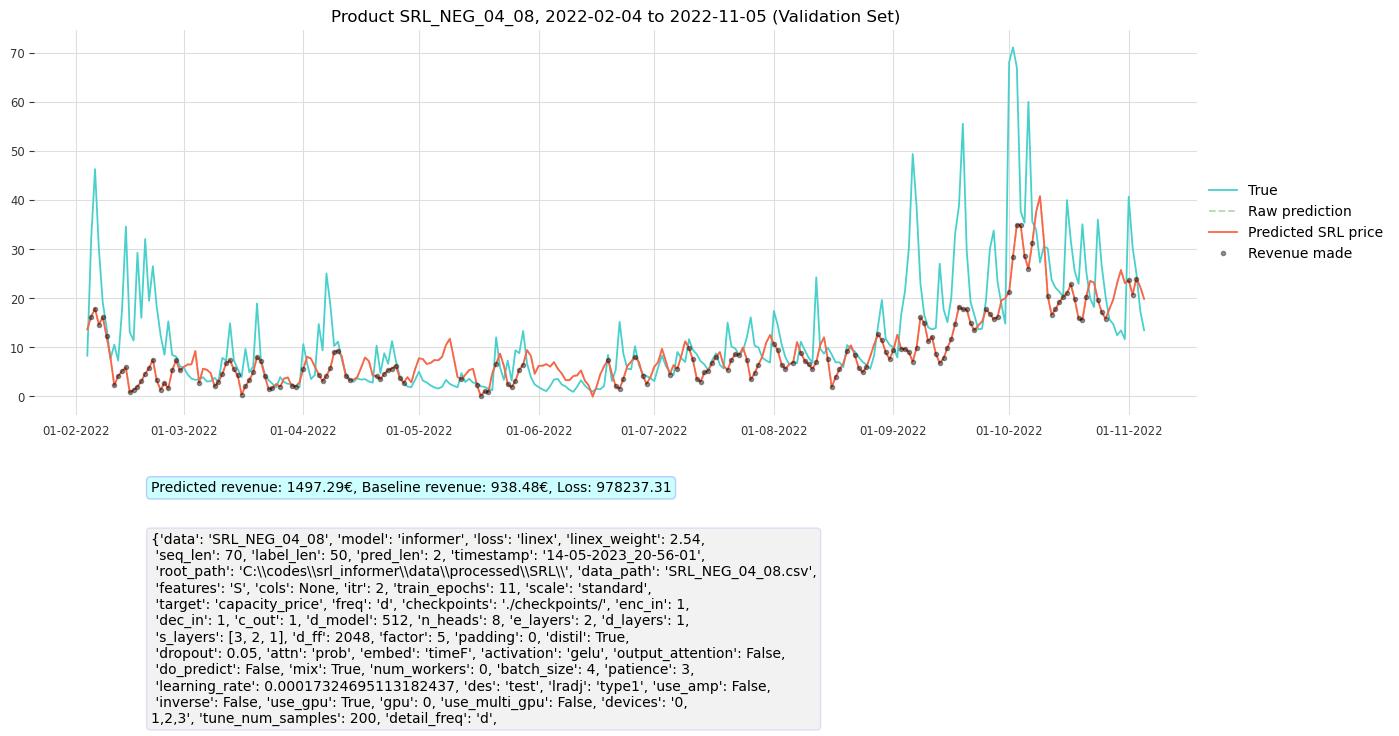 Product SRL_NEG_04_08, 2022-02-04 to 2022-11-05 (Validation Set)
70
60
50
40
30
20
10
0
01-02-2022 01-03-2022 01-04-2022 01-05-2022 01-06-2022 01-07-2022 01-08-2022 01-09-2022 01-10-2022 01-11-2022
True
Raw prediction
Predicted SRL price
Revenue made
Predicted revenue: 1497.29€, Baseline revenue: 938.48€, Loss: 978237.31
{'data': 'SRL_NEG_04_08', 'model': 'informer', 'loss': 'linex', 'linex_weight': 2.54,
'seq_len': 70, 'label_len': 50, 'pred_len': 2, 'timestamp': '14-05-2023_20-56-01',
'root_path': 'C:\\codes\\srl_informer\\data\\processed\\SRL\\', 'data_path': 'SRL_NEG_04_08.csv',
'features': 'S', 'cols': None, 'itr': 2, 'train_epochs': 11, 'scale': 'standard',
'target': 'capacity_price', 'freq': 'd', 'checkpoints': './checkpoints/', 'enc_in': 1,
'dec_in': 1, 'c_out': 1, 'd_model': 512, 'n_heads': 8, 'e_layers': 2, 'd_layers': 1,
's_layers': [3, 2, 1], 'd_ff': 2048, 'factor': 5, 'padding': 0, 'distil': True,
'dropout': 0.05, 'attn': 'prob', 'embed': 'timeF', 'activation': 'gelu', 'output_attention': False,
'do_predict': False, 'mix': True, 'num_workers': 0, 'batch_size': 4, 'patience': 3,
'learning_rate': 0.00017324695113182437, 'des': 'test', 'lradj': 'type1', 'use_amp': False,
'inverse': False, 'use_gpu': True, 'gpu': 0, 'use_multi_gpu': False, 'devices': '0,
1,2,3', 'tune_num_samples': 200, 'detail_freq': 'd',